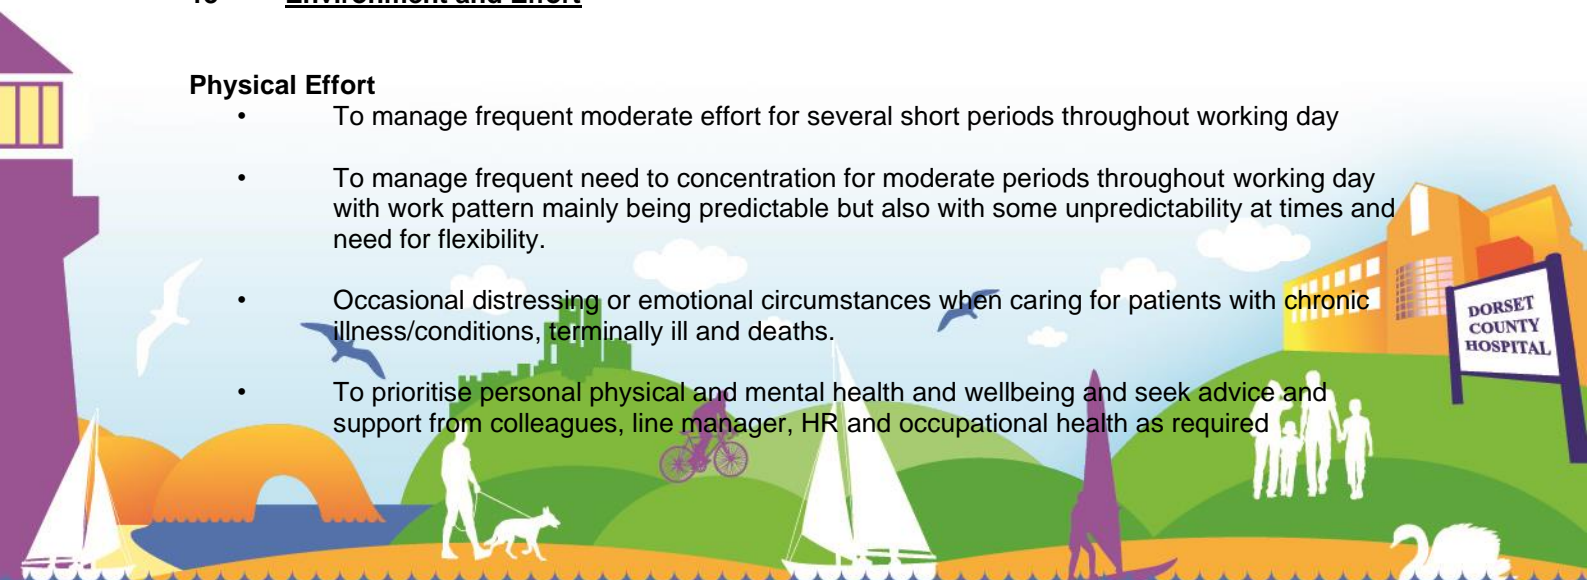 Environment and Effort
Physical Effort
• To manage frequent moderate effort for several short periods throughout working day
• To manage frequent need to concentration for moderate periods throughout working day
with work pattern mainly being predictable but also with some unpredictability at times and
need for flexibility.
• Occasional distressing or emotional circumstances when caring for patients with chronic
illness/conditions, terminally ill and deaths.
• To prioritise personal physical and mental health and wellbeing and seek advice and
support from colleagues, line manager, HR and occupational health as required
DORSET
COUNTY
HOSPITAL